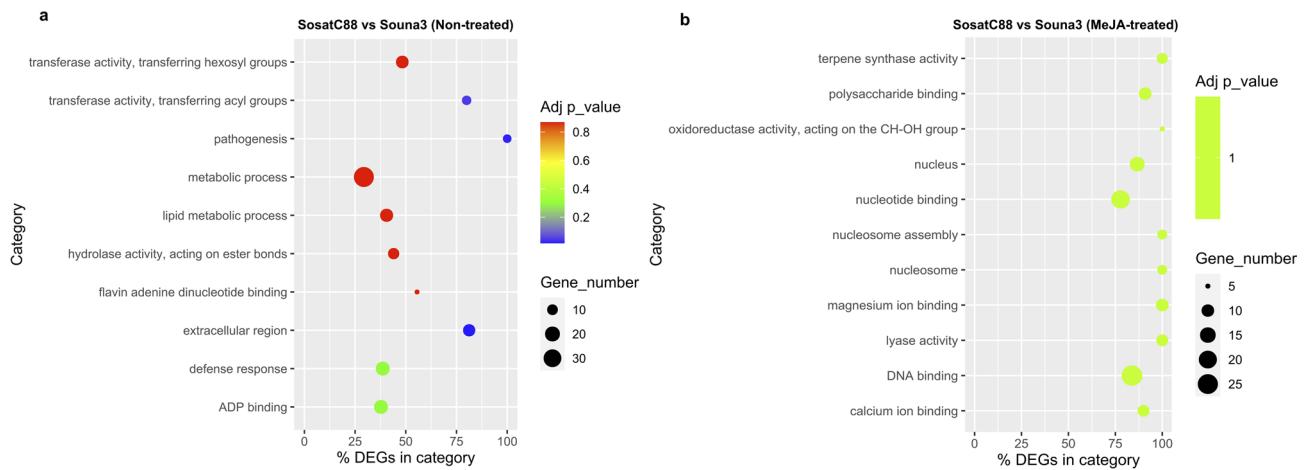 a
SosatC88 vs Souna3 (Non-treated)
transferase activity, transferring hexosyl groups
transferase activity, transferring acyl groups
pathogenesis
metabolic process
lipid metabolic process
hydrolase activity, acting on ester bonds
flavin adenine dinucleotide binding
extracellular region
defense response
ADP binding
Category
0 25 50 75 100
% DEGs in category
Adj p_value
0.8
0.6
0.4
0.2
Gene_number
10
20
30
b
SosatC88 vs Souna3 (MeJA-treated)
terpene synthase activity
polysaccharide binding
oxidoreductase activity, acting on the CH-OH group
nucleus
nucleotide binding
nucleosome assembly
nucleosome
magnesium ion binding
lyase activity
DNA binding
calcium ion binding
Category
0 25 50 75 100
% DEGs in category
Adj p_value
1
Gene_number
5
10
15
20
25